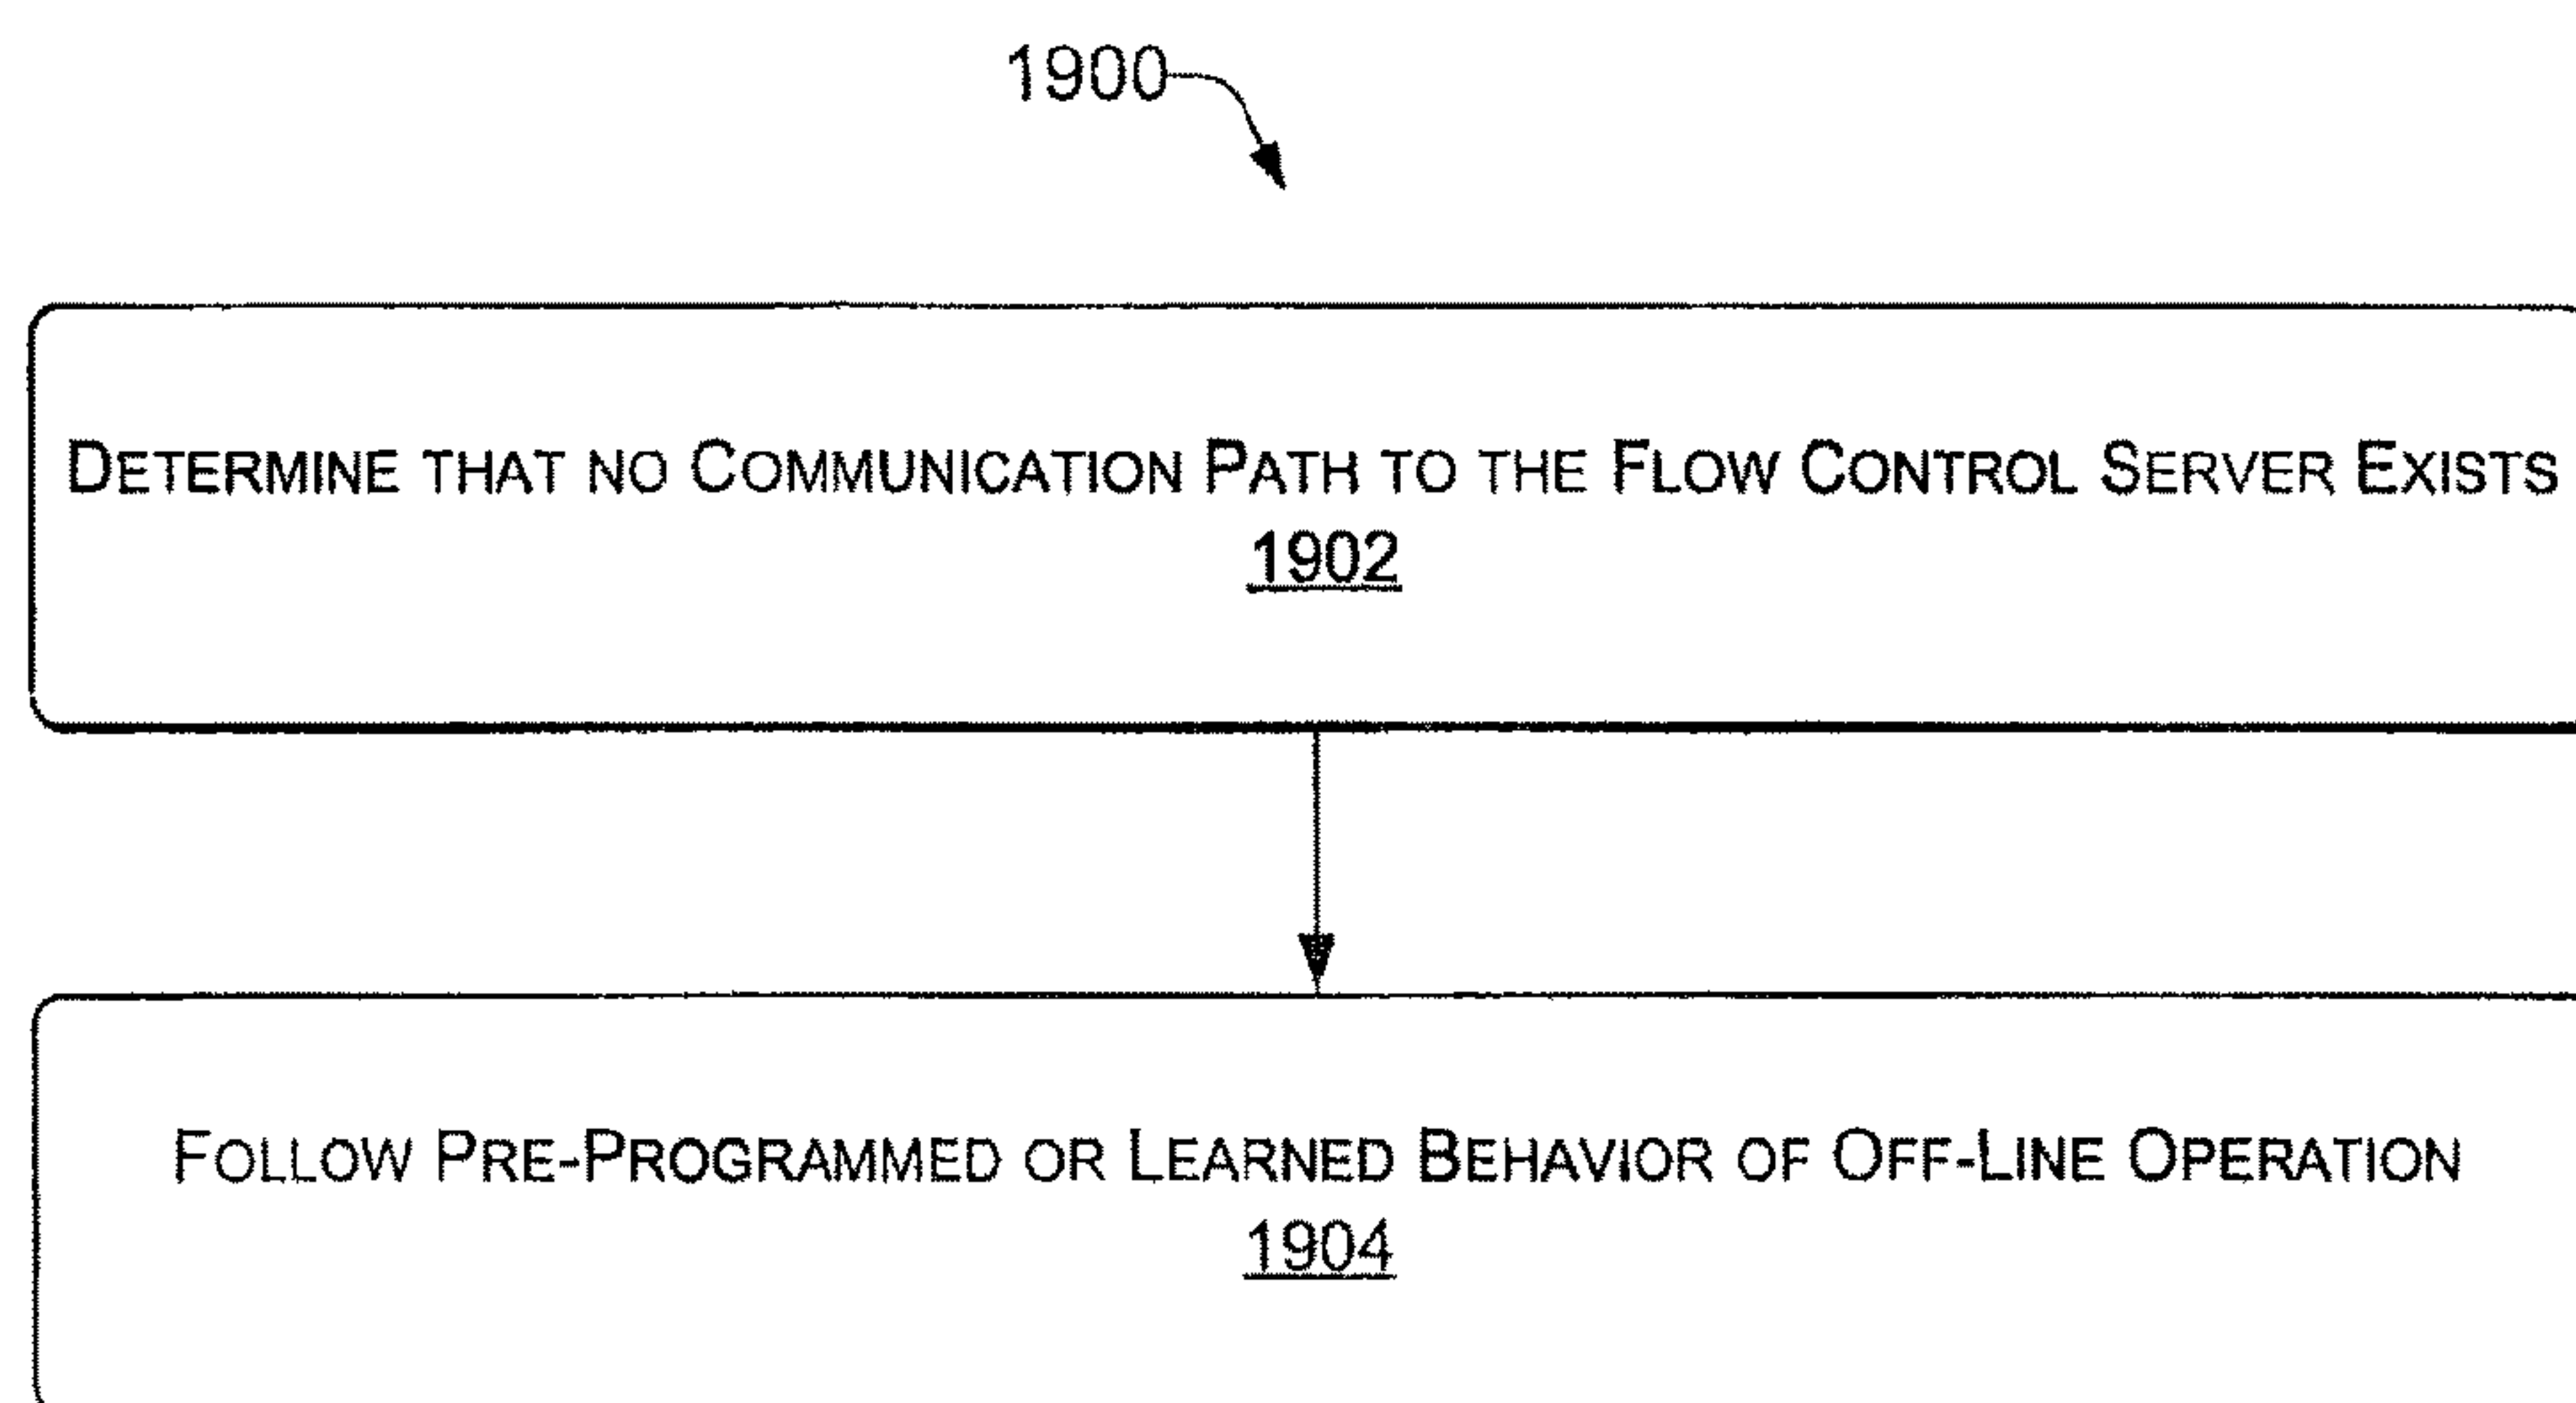 1900
DETERMINE THAT NO COMMUNICATION PATH TO THE FLOW CONTROL SERVER EXISTS
1902
FOLLOW PRE-PROGRAMMED OR LEARNED BEHAVIOR OF OFF-LINE OPERATION
1904